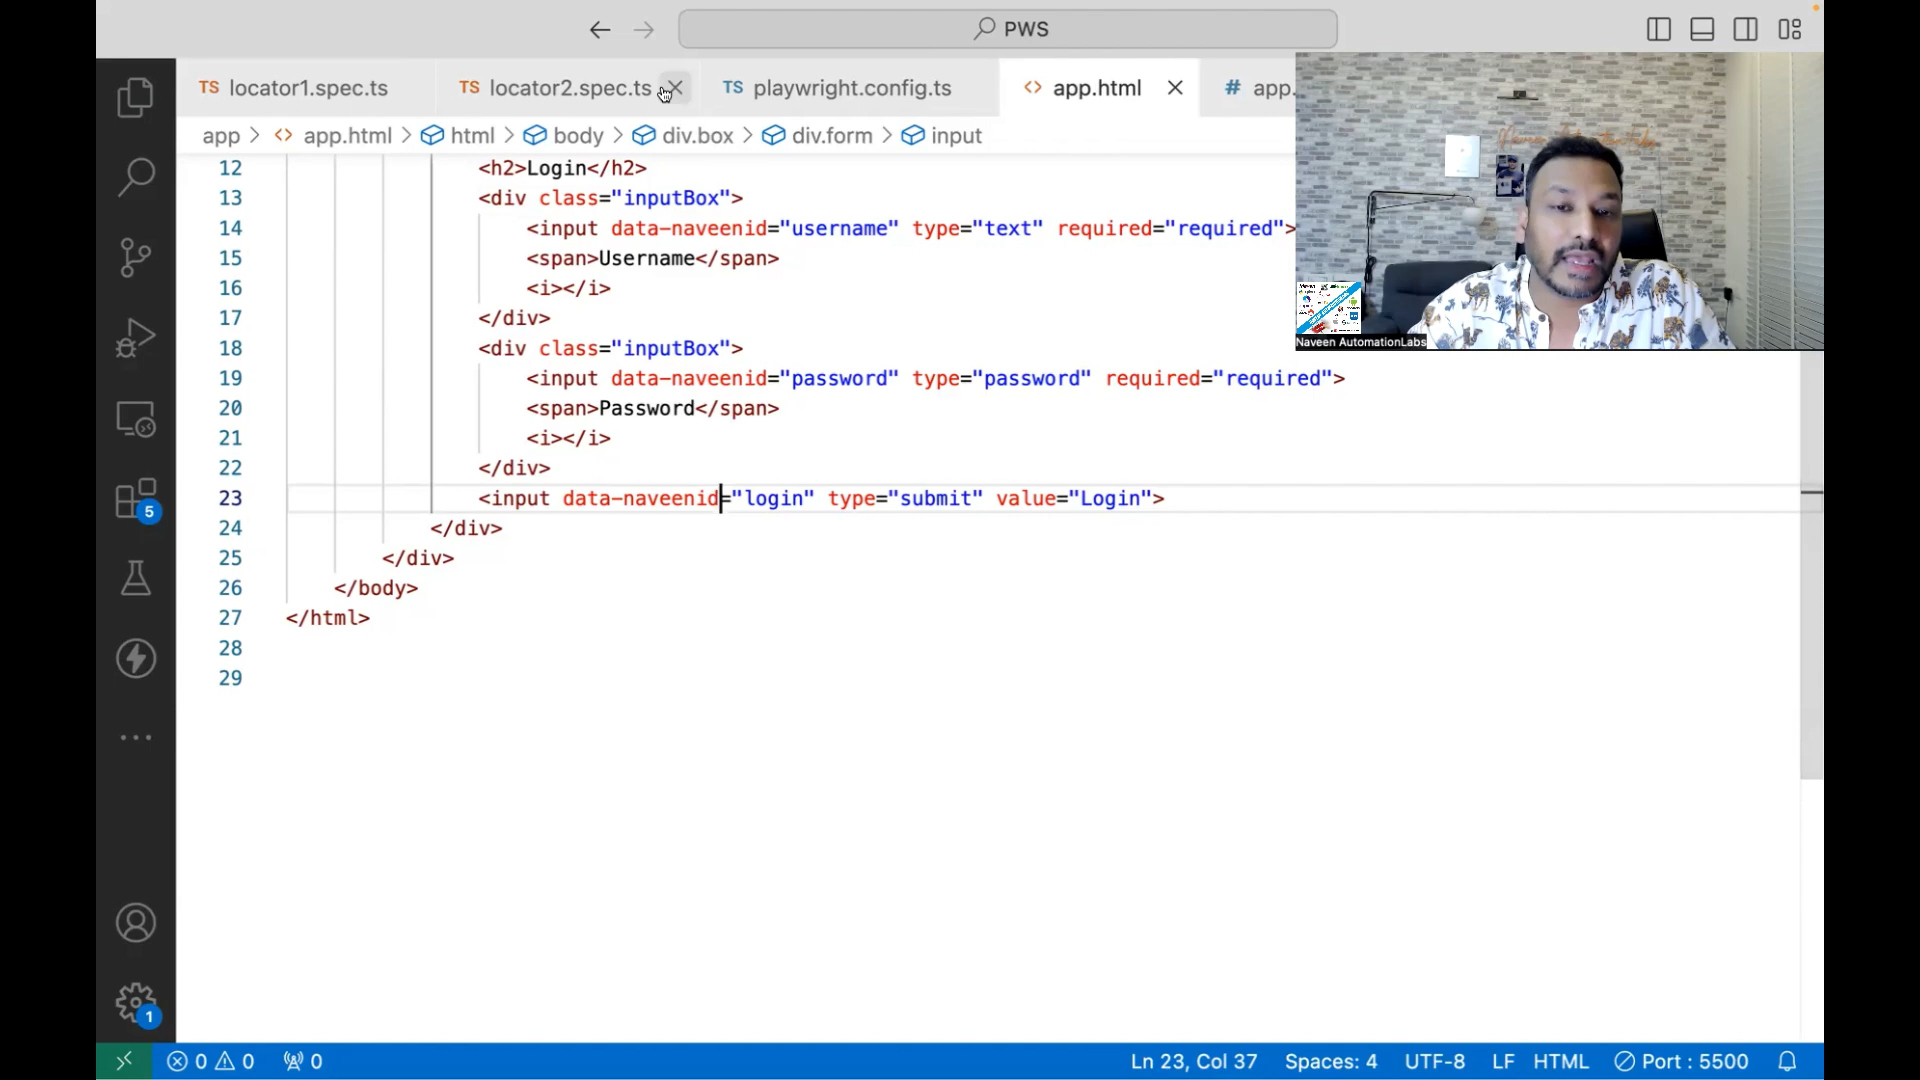 PWS
TS locator1.spec.ts
TS locator2.spec.ts
TS playwright.config.ts
<> app.html
# app.
app > <> app.html > html > body > div.box > div.form > input
12 <h2>Login</h2>
13 <div class="inputBox">
14 <input data-naveenid="username" type="text" required="required">
15 <span>Username</span>
16 <i></i>
17 </div>
18 <div class="inputBox">
19 <input data-naveenid="password" type="password" required="required">
20 <span>Password</span>
21 <i></i>
22 </div>
23 <input data-naveenid="login" type="submit" value="Login">
24 </div>
25 </div>
26 </body>
27 </html>
28
29
Naveen AutomationLabs
5
1
0 0 0
Ln 23, Col 37 Spaces: 4 UTF-8 LF HTML Port : 5500